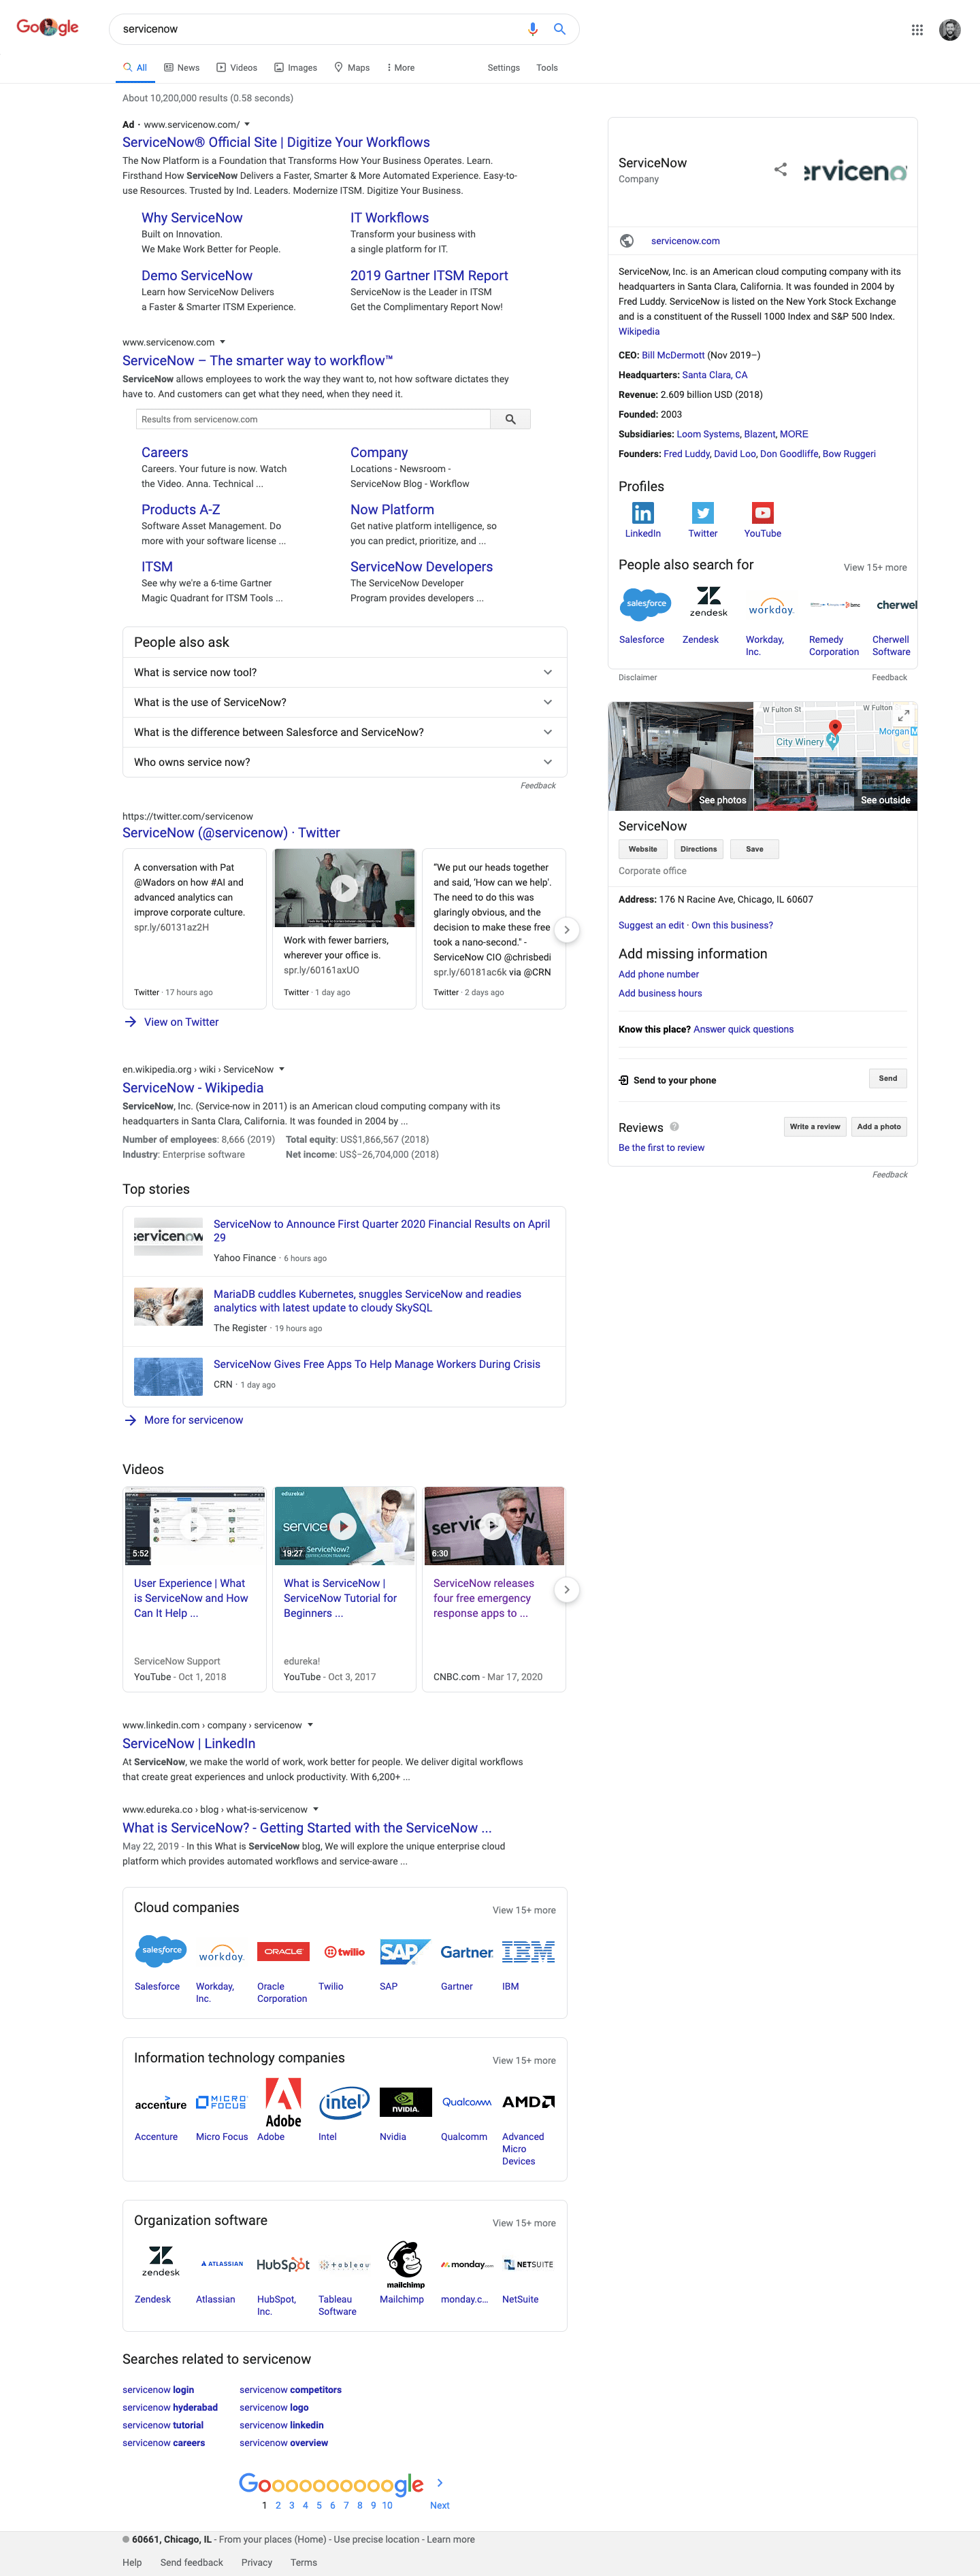 Google
servicenow
All
News
Videos
Images
Maps
More
Settings
Tools
About 10,200,000 results (0.58 seconds)
Ad · www.servicenow.com/
ServiceNow® Official Site | Digitize Your Workflows
The Now Platform is a Foundation that Transforms How Your Business Operates. Learn.
Firsthand How ServiceNow Delivers a Faster, Smarter & More Automated Experience. Easy-to-
use Resources. Trusted by Ind. Leaders. Modernize ITSM. Digitize Your Business.
Why ServiceNow
Built on Innovation.
We Make Work Better for People.
IT Workflows
Transform your business with
a single platform for IT.
Demo ServiceNow
Learn how ServiceNow Delivers
a Faster & Smarter ITSM Experience.
2019 Gartner ITSM Report
ServiceNow is the Leader in ITSM
Get the Complimentary Report Now!
www.servicenow.com
ServiceNow – The smarter way to workflow™
ServiceNow allows employees to work the way they want to, not how software dictates they
have to. And customers can get what they need, when they need it.
Results from servicenow.com
Careers
Careers. Your future is now. Watch
the Video. Anna. Technical ...
Company
Locations - Newsroom -
ServiceNow Blog - Workflow
Products A-Z
Software Asset Management. Do
more with your software license ...
Now Platform
Get native platform intelligence, so
you can predict, prioritize, and ...
ITSM
See why we're a 6-time Gartner
Magic Quadrant for ITSM Tools ...
ServiceNow Developers
The ServiceNow Developer
Program provides developers ...
People also ask
What is service now tool?
What is the use of ServiceNow?
What is the difference between Salesforce and ServiceNow?
Who owns service now?
Feedback
https://twitter.com/servicenow
ServiceNow (@servicenow) · Twitter
A conversation with Pat
@Wadors on how #AI and
advanced analytics can
improve corporate culture.
spr.ly/60131az2H
Twitter · 17 hours ago
Work with fewer barriers,
wherever your office is.
spr.ly/60161axUO
Twitter · 1 day ago
"We put our heads together
and said, 'How can we help'.
The need to do this was
glaringly obvious, and the
decision to make these free
took a nano-second." -
ServiceNow CIO @chrisbedi
spr.ly/60181ac6k via @CRN
Twitter · 2 days ago
View on Twitter
en.wikipedia.org › wiki › ServiceNow
ServiceNow - Wikipedia
ServiceNow, Inc. (Service-now in 2011) is an American cloud computing company with its
headquarters in Santa Clara, California. It was founded in 2004 by ...
Number of employees: 8,666 (2019) Total equity: US$1,866,567 (2018)
Industry: Enterprise software Net income: US$−26,704,000 (2018)
Top stories
servicenow
ServiceNow to Announce First Quarter 2020 Financial Results on April
29
Yahoo Finance · 6 hours ago
MariaDB cuddles Kubernetes, snuggles ServiceNow and readies
analytics with latest update to cloudy SkySQL
The Register · 19 hours ago
ServiceNow Gives Free Apps To Help Manage Workers During Crisis
CRN · 1 day ago
More for servicenow
Videos
5:52
User Experience | What
is ServiceNow and How
Can It Help ...
ServiceNow Support
YouTube - Oct 1, 2018
edureka!
service
ServiceNow?
CERTIFICATION TRAINING
19:27
What is ServiceNow |
ServiceNow Tutorial for
Beginners ...
edureka!
YouTube - Oct 3, 2017
servic
6:30
ServiceNow releases
four free emergency
response apps to ...
CNBC.com - Mar 17, 2020
www.linkedin.com › company › servicenow
ServiceNow | LinkedIn
At ServiceNow, we make the world of work, work better for people. We deliver digital workflows
that create great experiences and unlock productivity. With 6,200+ ...
www.edureka.co › blog › what-is-servicenow
What is ServiceNow? - Getting Started with the ServiceNow ...
May 22, 2019 - In this What is ServiceNow blog, We will explore the unique enterprise cloud
platform which provides automated workflows and service-aware ...
Cloud companies
View 15+ more
salesforce
workday.
ORACLE
twilio
SAP
Gartner
IBM
Salesforce
Workday,
Inc.
Oracle
Corporation
Twilio
SAP
Gartner
IBM
Information technology companies
View 15+ more
accenture
MICRO
FOCUS
Adobe
intel
NVIDIA.
Qualcomm
AMD
Accenture
Micro Focus
Adobe
Intel
Nvidia
Qualcomm
Advanced
Micro
Devices
Organization software
View 15+ more
zendesk
ATLASSIAN
HubSpot
tableau
mailchimp
monday
NETSUITE
Zendesk
Atlassian
HubSpot,
Inc.
Tableau
Software
Mailchimp
monday.c...
NetSuite
Searches related to servicenow
servicenow login
servicenow hyderabad
servicenow tutorial
servicenow careers
servicenow competitors
servicenow logo
servicenow linkedin
servicenow overview
Goooooooooogle
1 2 3 4 5 6 7 8 9 10 Next
ServiceNow
Company
erviceno
servicenow.com
ServiceNow, Inc. is an American cloud computing company with its
headquarters in Santa Clara, California. It was founded in 2004 by
Fred Luddy. ServiceNow is listed on the New York Stock Exchange
and is a constituent of the Russell 1000 Index and S&P 500 Index.
Wikipedia
CEO: Bill McDermott (Nov 2019–)
Headquarters: Santa Clara, CA
Revenue: 2.609 billion USD (2018)
Founded: 2003
Subsidiaries: Loom Systems, Blazent, MORE
Founders: Fred Luddy, David Loo, Don Goodliffe, Bow Ruggeri
Profiles
in
LinkedIn
Twitter
YouTube
People also search for
View 15+ more
salesforce
zendesk
workday.
bmc
cherwel
Salesforce
Zendesk
Workday,
Inc.
Remedy
Corporation
Cherwell
Software
Disclaimer
Feedback
W Fulton St
W Fulton
City Winery
Morgan M
See photos
See outside
ServiceNow
Website
Directions
Save
Corporate office
Address: 176 N Racine Ave, Chicago, IL 60607
Suggest an edit · Own this business?
Add missing information
Add phone number
Add business hours
Know this place? Answer quick questions
Send to your phone
Send
Reviews
Write a review
Add a photo
Be the first to review
Feedback
60661, Chicago, IL - From your places (Home) - Use precise location - Learn more
Help
Send feedback
Privacy
Terms